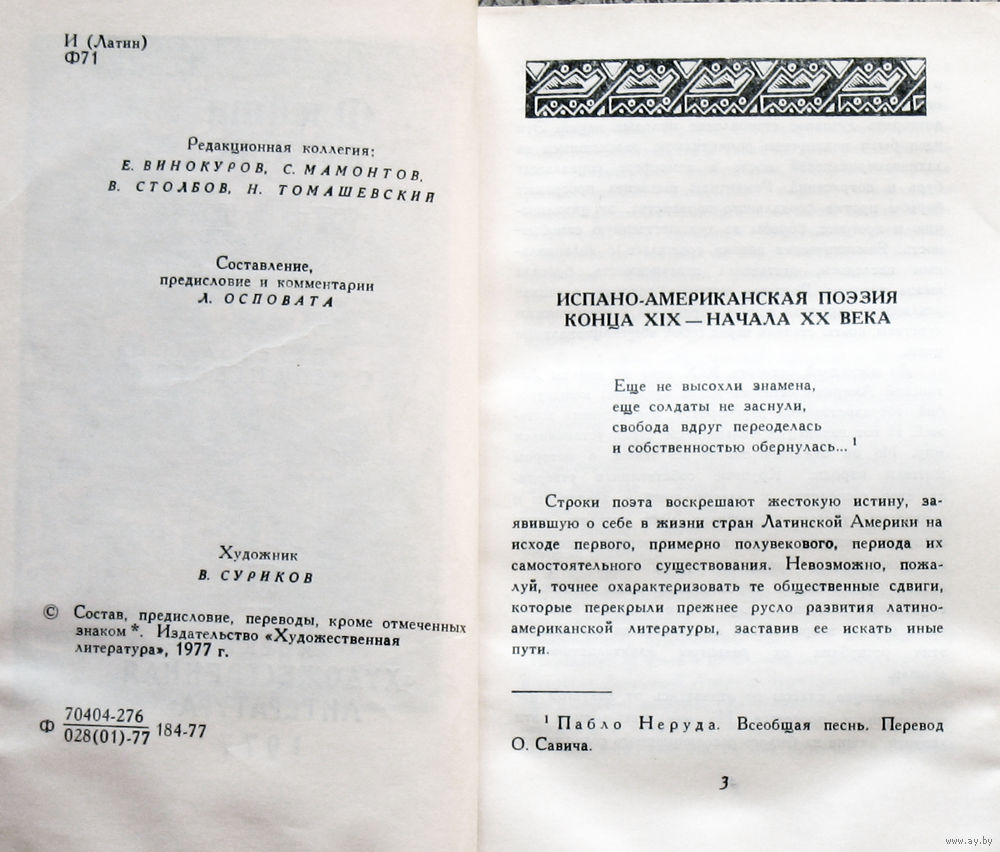 И (Латин)
Ф71
Редакционная коллегия:
Е. ВИНОКУРОВ, С. МАМОНТОВ,
В. СТОЛБОВ, Н. ТОМАШЕВСКИЙ
Составление,
предисловие и комментарии
Л. ОСПОВАТА
Художник
В. СУРИКОВ
© Состав, предисловие, переводы, кроме отмеченных
знаком *. Издательство «Художественная
литература», 1977 г.
Ф 70404-276
028(01)-77 184-77
ИСПАНО-АМЕРИКАНСКАЯ ПОЭЗИЯ
КОНЦА XIX — НАЧАЛА XX ВЕКА
Еще не высохли знамена,
еще солдаты не заснули,
свобода вдруг переоделась
и собственностью обернулась... 1
Строки поэта воскрешают жестокую истину, за-
явившую о себе в жизни стран Латинской Америки на
исходе первого, примерно полувекового, периода их
самостоятельного существования. Невозможно, пожа-
луй, точнее охарактеризовать те общественные сдвиги,
которые перекрыли прежнее русло развития латино-
американской литературы, заставив ее искать иные
пути.
1 Пабло Неруда. Всеобщая песнь. Перевод
О. Савича.
3
www.ay.by